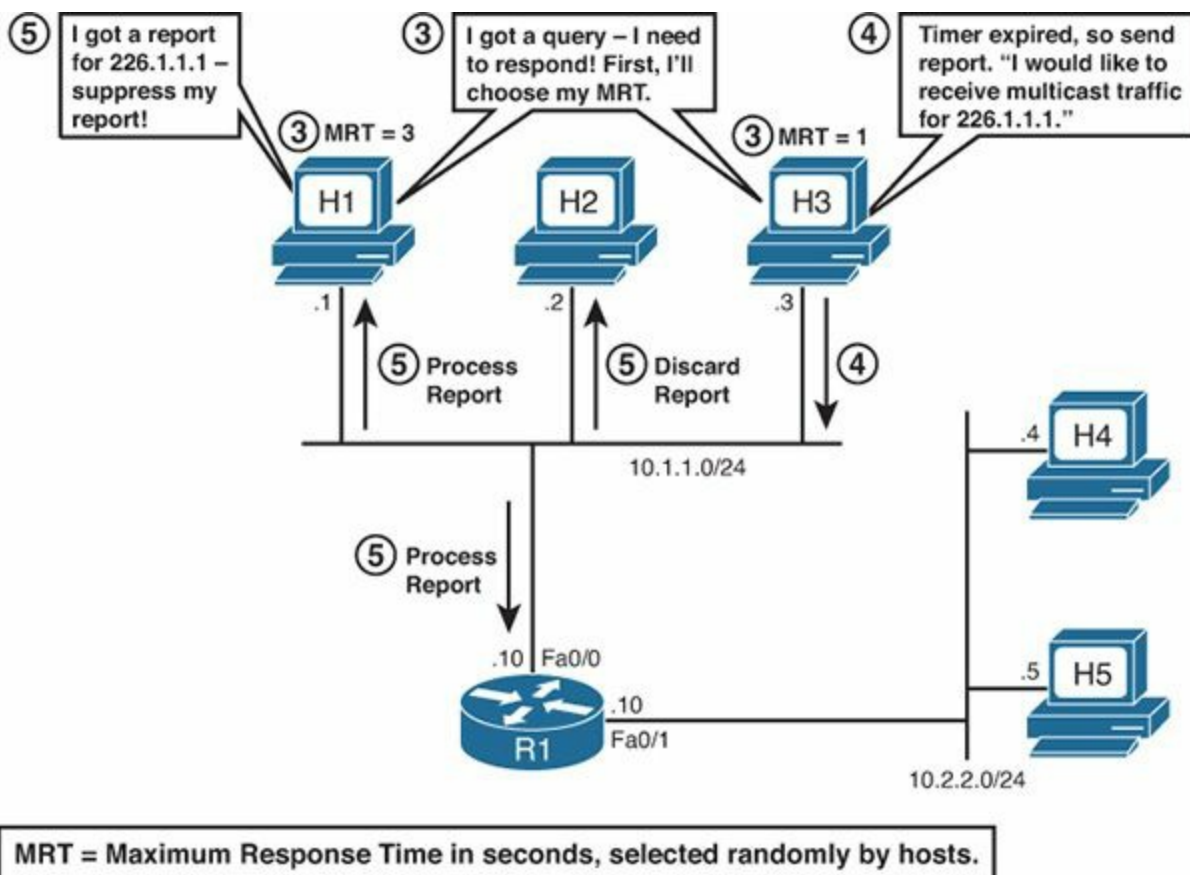 5
I got a report
for 226.1.1.1 –
suppress my
report!
3
I got a query – I need
to respond! First, I'll
choose my MRT.
4
Timer expired, so send
report. “I would like to
receive multicast traffic
for 226.1.1.1.”
3 MRT = 3
3 MRT = 1
H1
H2
H3
.1
.2
.3
5 Process
Report
5 Discard
Report
4
10.1.1.0/24
.4 H4
5 Process
Report
.10 Fa0/0
.10
Fa0/1
R1
.5 H5
10.2.2.0/24
MRT = Maximum Response Time in seconds, selected randomly by hosts.